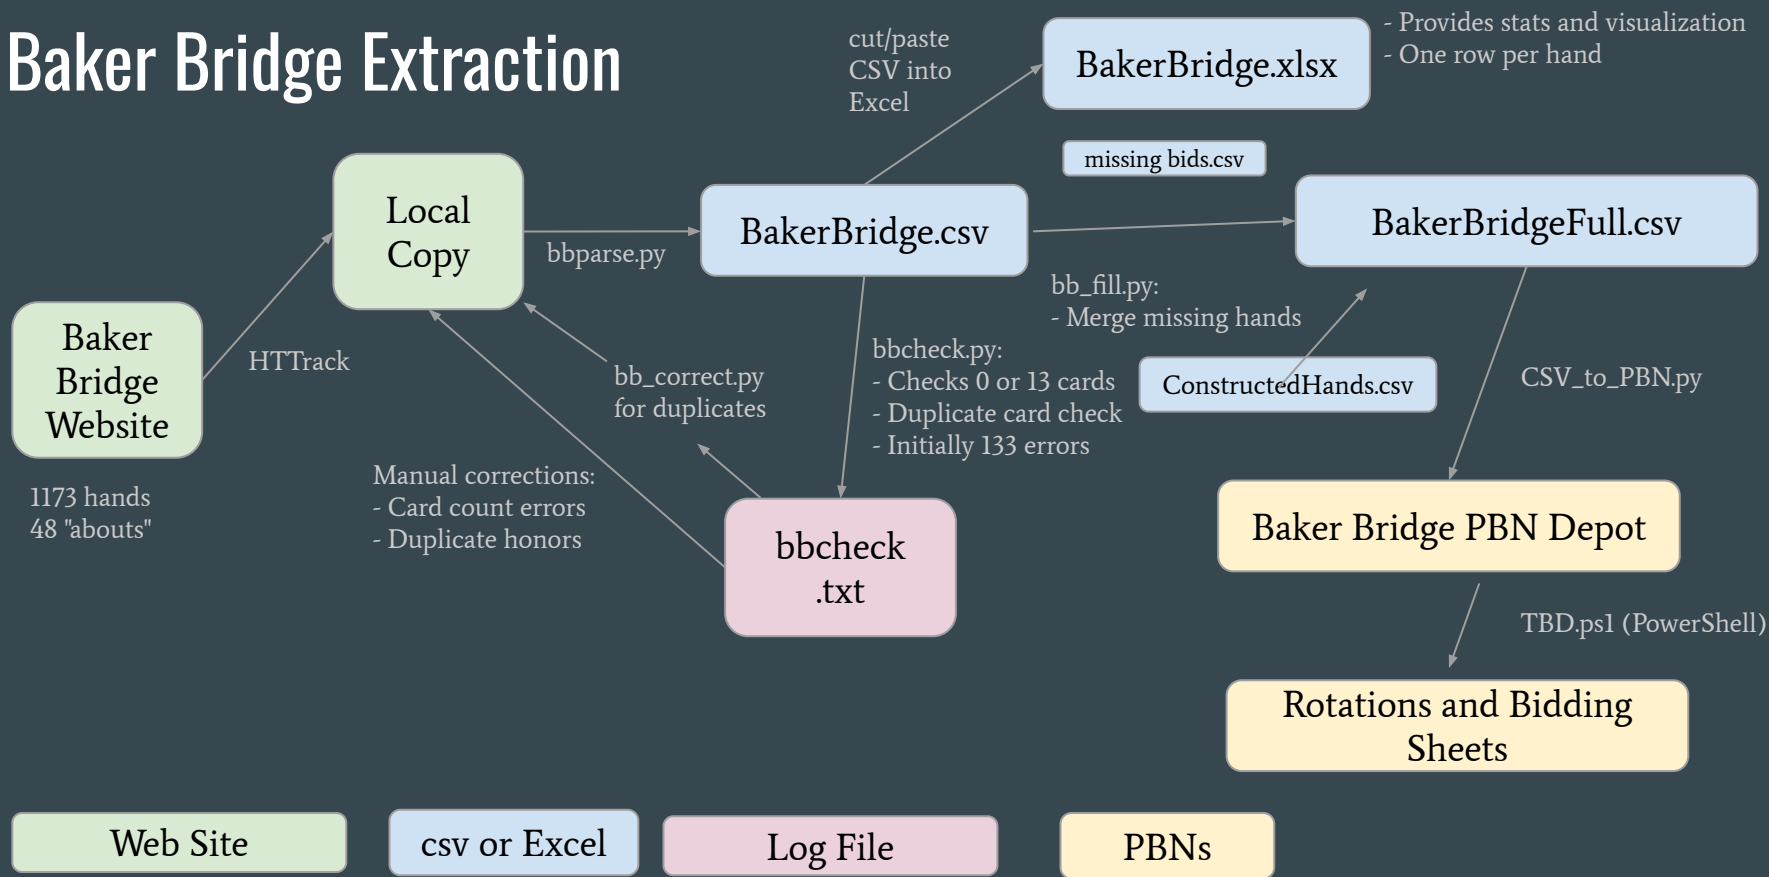 Baker Bridge Extraction
cut/paste
CSV into
Excel
BakerBridge.xlsx
- Provides stats and visualization
- One row per hand
missing bids.csv
Local
Copy
bbparse.py
BakerBridge.csv
BakerBridgeFull.csv
bb_fill.py:
- Merge missing hands
Baker
Bridge
Website
HTTrack
bb_correct.py
for duplicates
bbcheck.py:
- Checks 0 or 13 cards
- Duplicate card check
- Initially 133 errors
ConstructedHands.csv
CSV_to_PBN.py
1173 hands
48 "abouts"
Manual corrections:
- Card count errors
- Duplicate honors
bbcheck
.txt
Baker Bridge PBN Depot
TBD.ps1 (PowerShell)
Rotations and Bidding
Sheets
Web Site
csv or Excel
Log File
PBNs